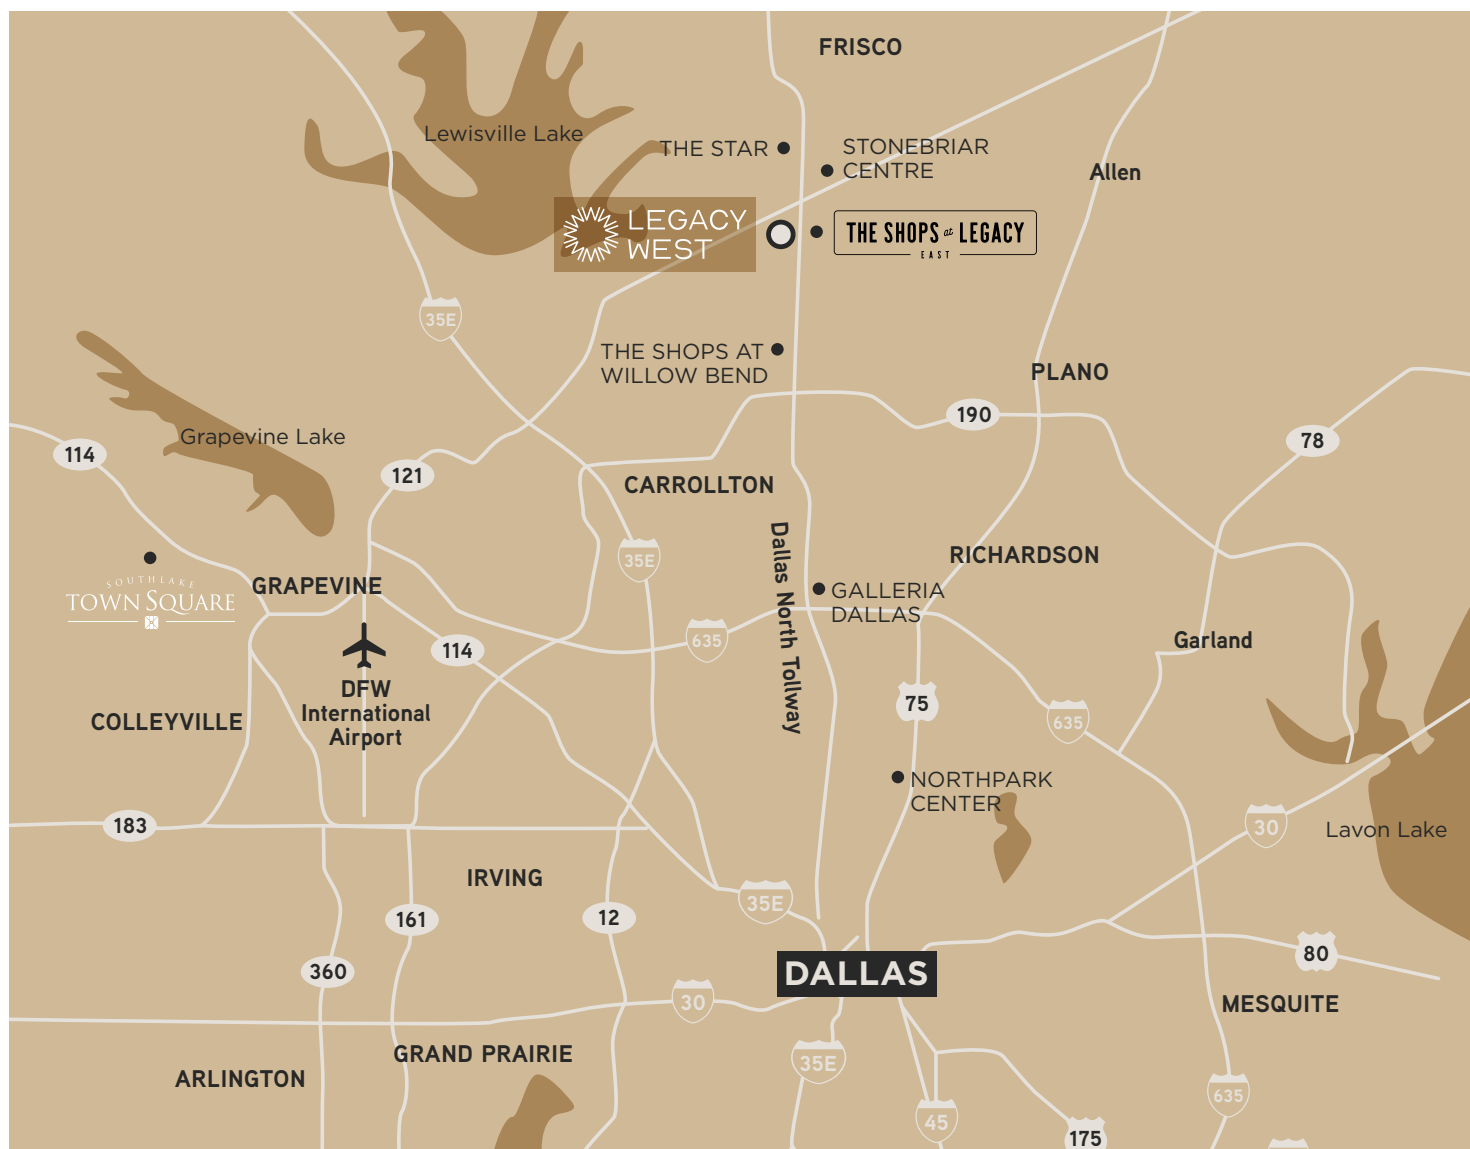 FRISCO
Lewisville Lake
THE STAR
STONEBRIAR
CENTRE
Allen
LEGACY
WEST
THE SHOPS at LEGACY
EAST
35E
THE SHOPS AT
WILLOW BEND
PLANO
190
78
Grapevine Lake
114
121
CARROLLTON
Dallas North Tollway
RICHARDSON
35E
SOUTHLAKE
TOWN SQUARE
GRAPEVINE
GALLERIA
DALLAS
635
114
Garland
DFW
International
Airport
COLLEYVILLE
75
635
NORTHPARK
CENTER
183
30
Lavon Lake
IRVING
161
12
35E
360
DALLAS
80
30
MESQUITE
GRAND PRAIRIE
35E
ARLINGTON
635
45
175